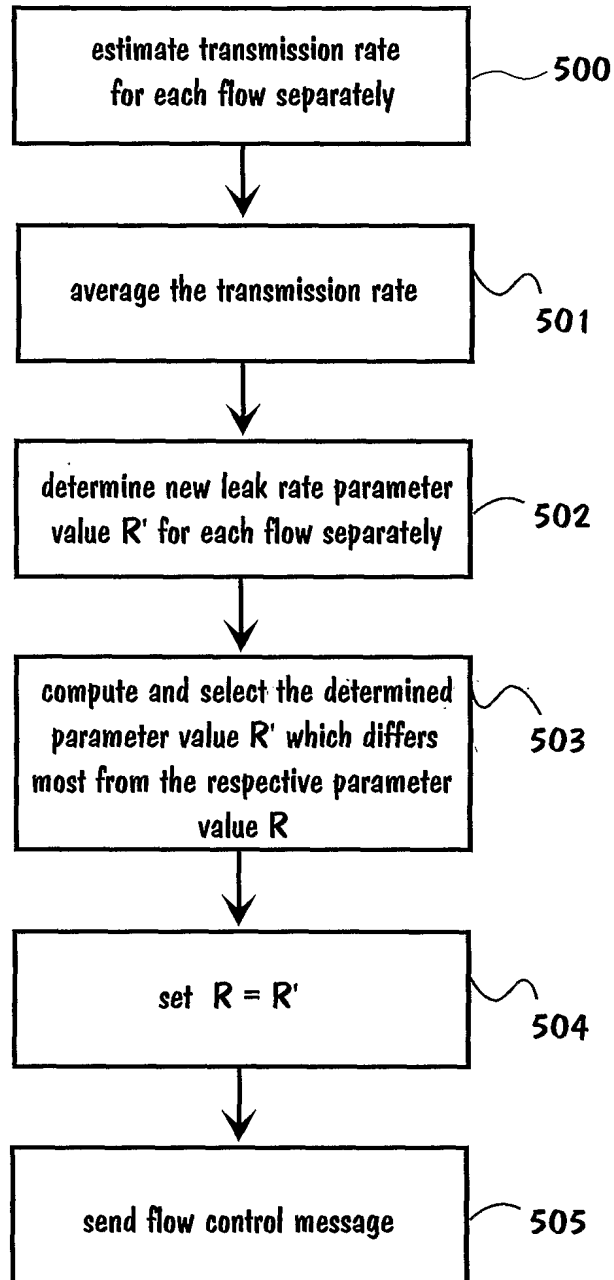 estimate transmission rate
for each flow separately
500
average the transmission rate
501
determine new leak rate parameter
value R' for each flow separately
502
compute and select the determined
parameter value R' which differs
most from the respective parameter
value R
503
set R = R'
504
send flow control message
505